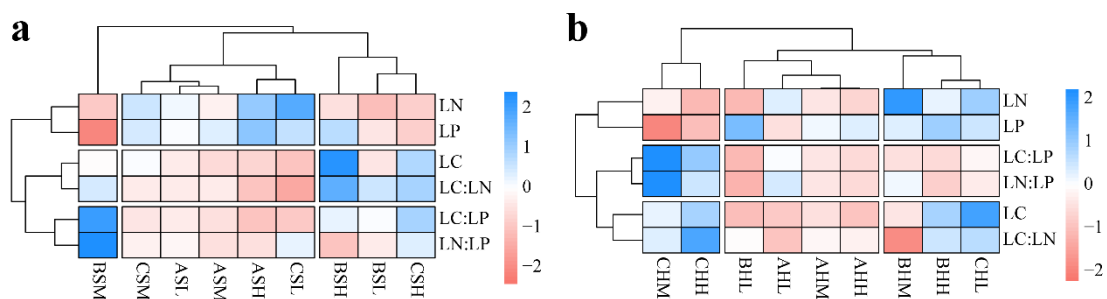 a
LN
LP
LC
LC:LN
LC:LP
LN:LP
BSM CSM ASL ASM ASH CSL BSH BSL CSH
2
1
0
−1
−2
b
LN
LP
LC:LP
LN:LP
LC
LC:LN
CHM CHH BHL AHL AHM AHH BHM BHH CHL
2
1
0
−1
−2